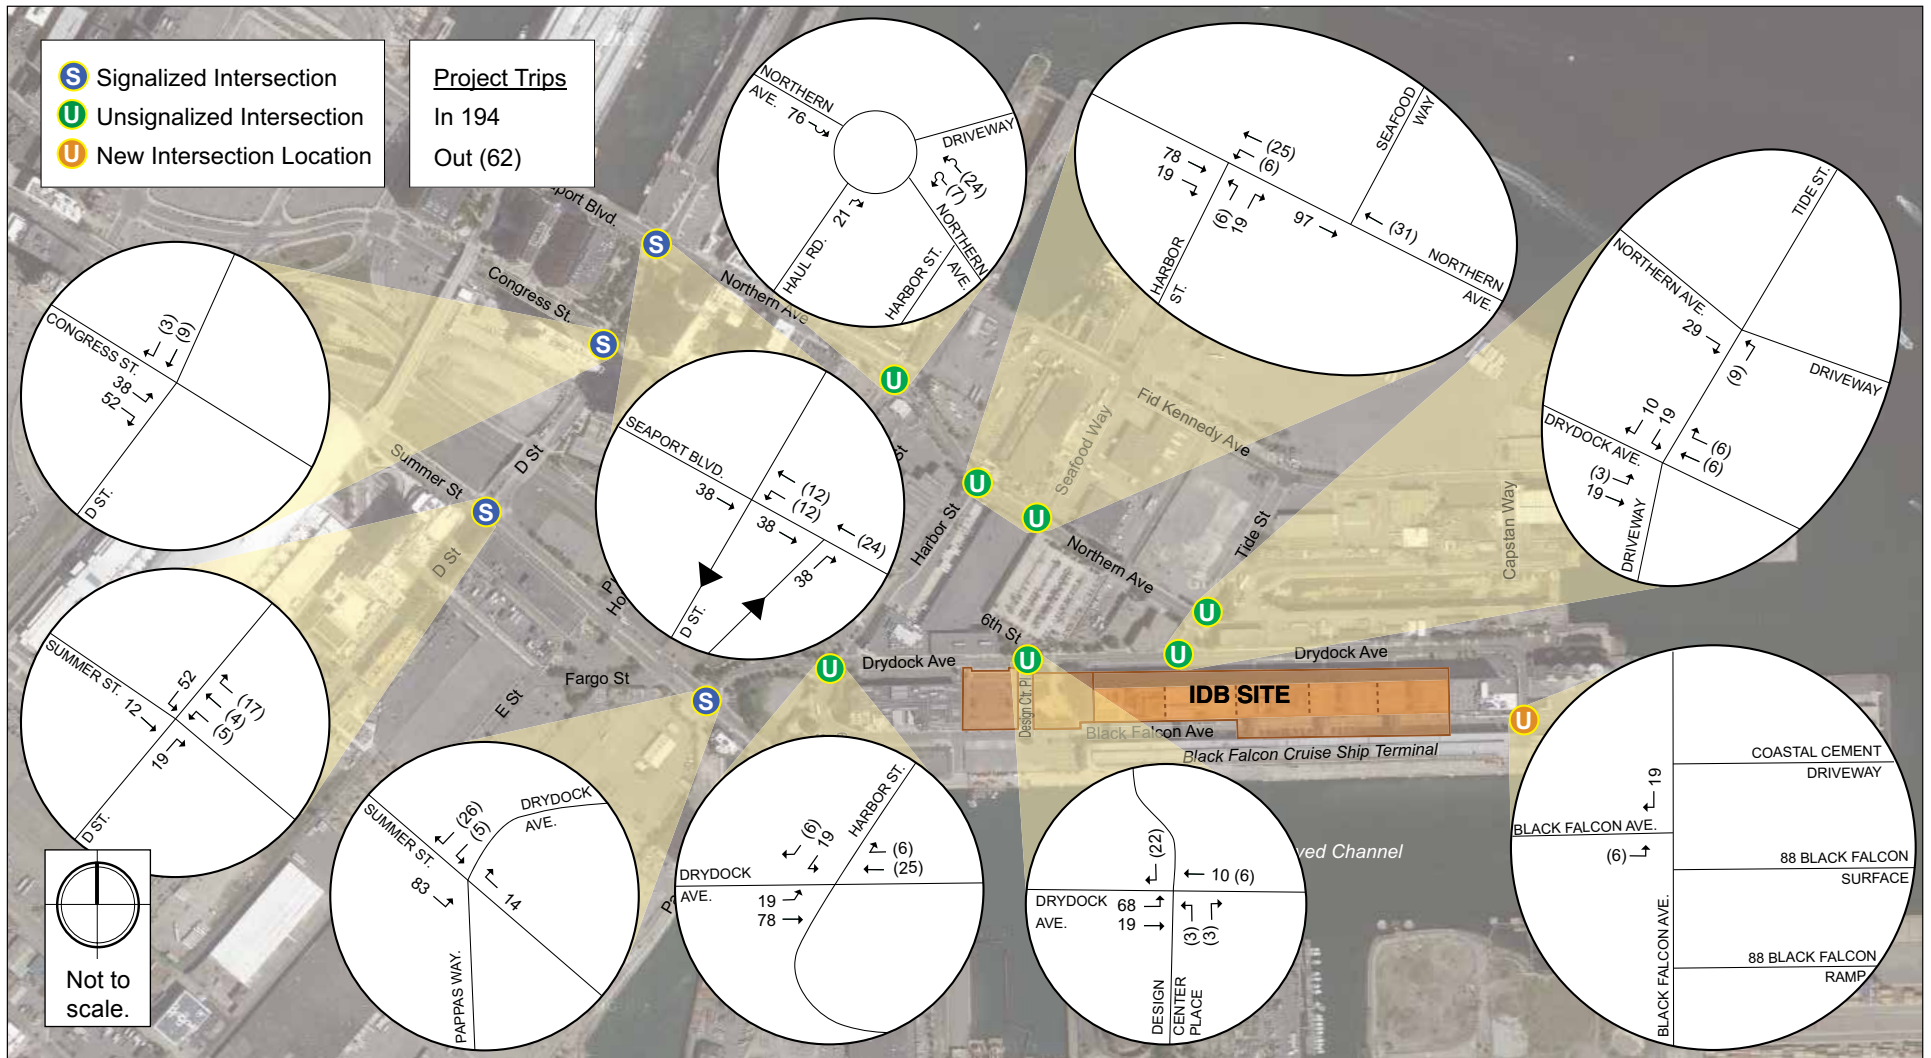 S Signalized Intersection
U Unsignalized Intersection
U New Intersection Location
Project Trips
In 194
Out (62)
NORTHERN
AVE.
76
DRIVEWAY
(24)
(7)
21
HAUL RD.
HARBOR ST.
NORTHERN
AVE.
SEAFOOD
WAY
(25)
(6)
78
19
(6)
19
97
(31)
HARBOR
ST.
NORTHERN
AVE.
TIDE ST.
NORTHERN AVE.
29
(9)
DRIVEWAY
10
19
(6)
(6)
DRYDOCK AVE.
(3)
19
DRIVEWAY
(3)
(9)
CONGRESS ST.
38
52
D ST.
SEAPORT BLVD.
38
(12)
(12)
38
(24)
38
D ST.
SUMMER ST.
12
52
(17)
(4)
(5)
19
D ST.
SUMMER ST.
(26)
(5)
DRYDOCK
AVE.
83
14
PAPPAS WAY.
HARBOR ST.
(6)
19
(6)
(25)
DRYDOCK
AVE.
19
78
(22)
10 (6)
DRYDOCK
AVE.
68
19
(3)
(3)
DESIGN
CENTER
PLACE
19
COASTAL CEMENT
DRIVEWAY
BLACK FALCON AVE.
(6)
88 BLACK FALCON
SURFACE
88 BLACK FALCON
RAMP
BLACK FALCON AVE.
port Blvd.
S
Congress St.
S
Northern Ave
U
Summer St
S
D St
D St
Harbor St
U
Seafood Way
U
Fid Kennedy Ave
Northern Ave
Tide St
Capstan Way
U
U
6th St
U
Drydock Ave
Drydock Ave
U
Fargo St
E St
S
IDB SITE
Design Ctr. Pl
Black Falcon Ave
Black Falcon Cruise Ship Terminal
U
ved Channel
Not to
scale.